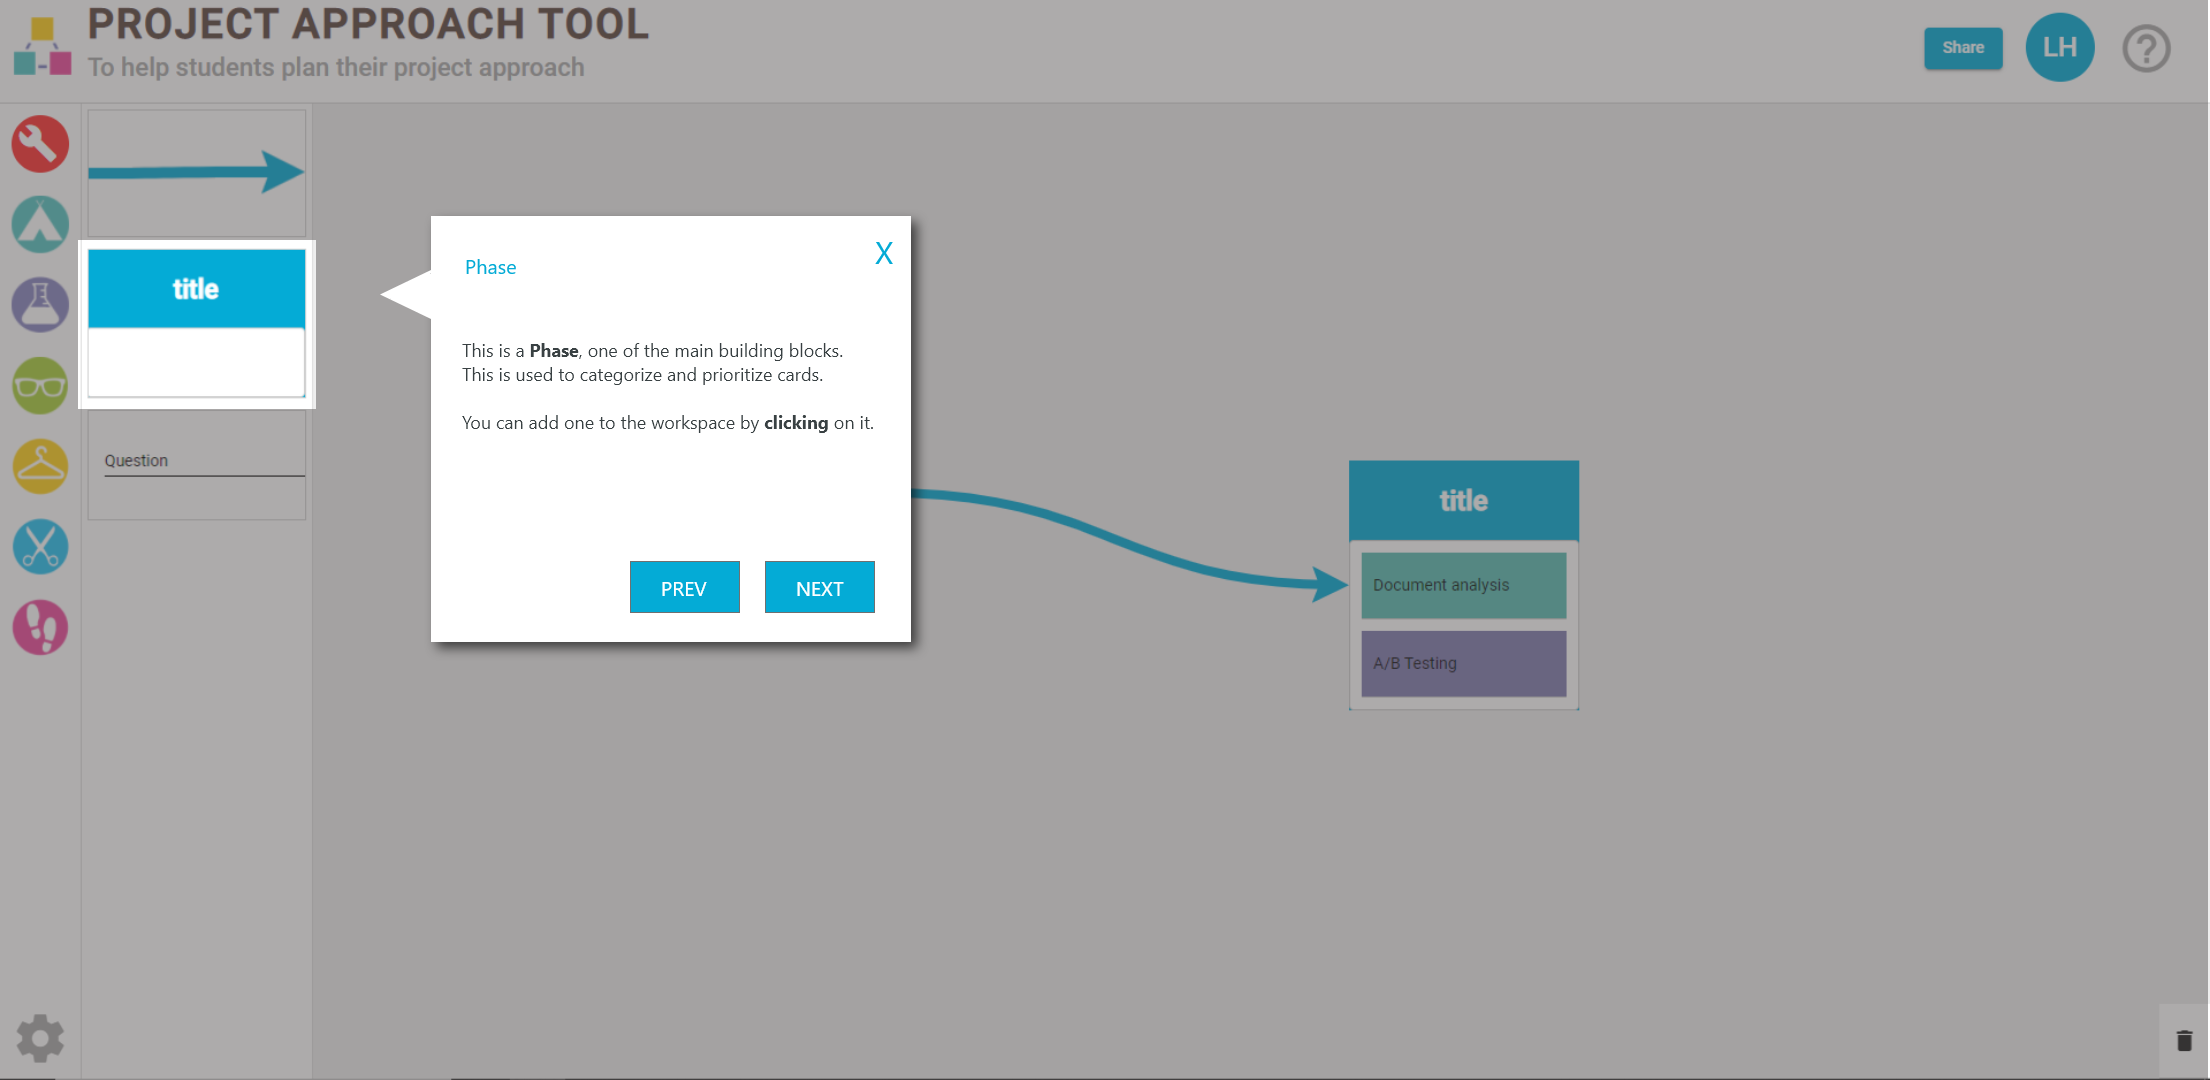 PROJECT APPROACH TOOL
To help students plan their project approach
Share
LH
?
title
Question
Phase
X
This is a Phase, one of the main building blocks.
This is used to categorize and prioritize cards.
You can add one to the workspace by clicking on it.
PREV
NEXT
title
Document analysis
A/B Testing